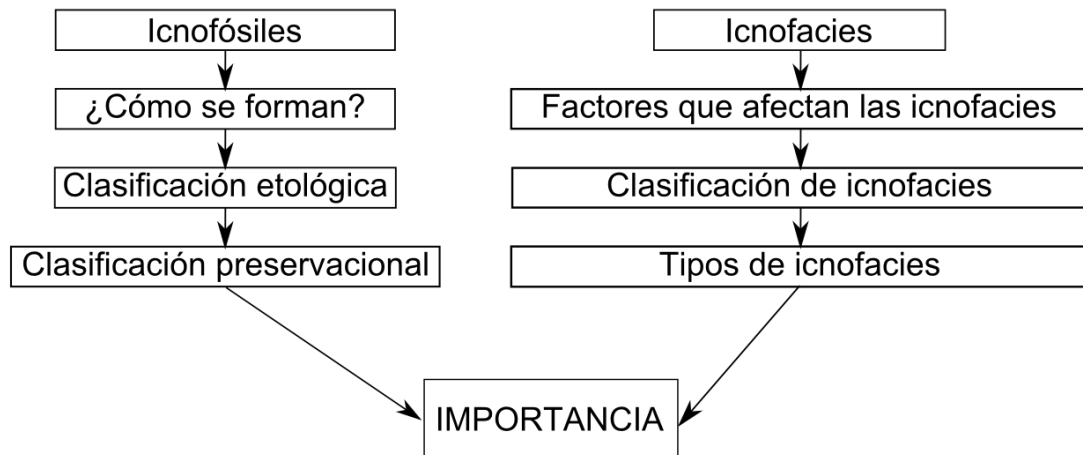 Icnofósiles
¿Cómo se forman?
Clasificación etológica
Clasificación preservacional
Icnofacies
Factores que afectan las icnofacies
Clasificación de icnofacies
Tipos de icnofacies
IMPORTANCIA